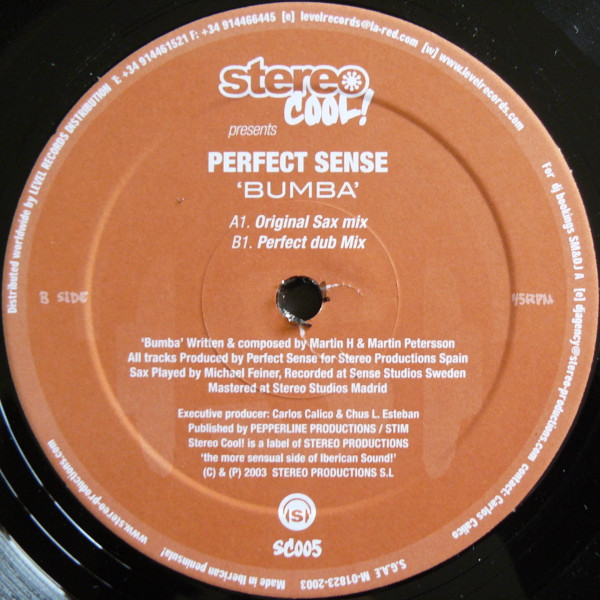 Distributed worldwide by LEVEL RECORDS DISTRIBUTION T: +34 914461521 F: +34 914466445 [e] levelrecords@la-red.com [w] www.levelrecords.com
For dj bookings SM&DJ A [e] djagency@stereo-productions.com contact: Carlos Calico
stereo
COOL!
presents
PERFECT SENSE
‘BUMBA’
A1. Original Sax mix
B1. Perfect dub Mix
B SIDE
45RPM
‘Bumba’ Written & composed by Martin H & Martin Petersson
All tracks Produced by Perfect Sense for Stereo Productions Spain
Sax Played by Michael Feiner, Recorded at Sense Studios Sweden
Mastered at Stereo Studios Madrid
Executive producer: Carlos Calico & Chus L. Esteban
Published by PEPPERLINE PRODUCTIONS / STIM
Stereo Cool! is a label of STEREO PRODUCTIONS
‘the more sensual side of Iberican Sound!’
(C) & (P) 2003 STEREO PRODUCTIONS S.L
(S)
SC005
www.stereo-productions.com
Made in Iberican peninsula!
S.G.A.E M-01823-2003